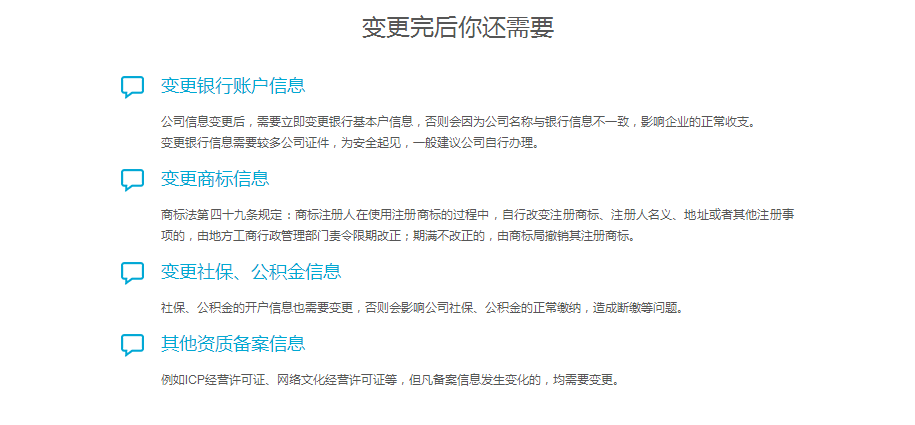 变更完后你还需要
变更银行账户信息
公司信息变更后，需要立即变更银行基本户信息，否则会因为公司名称与银行信息不一致，影响企业的正常收支。
变更银行信息需要较多公司证件，为安全起见，一般建议公司自行办理。
变更商标信息
商标法第四十九条规定：商标注册人在使用注册商标的过程中，自行改变注册商标、注册人名义、地址或者其他注册事
项的，由地方工商行政管理部门责令限期改正；期满不改正的，由商标局撤销其注册商标。
变更社保、公积金信息
社保、公积金的开户信息也需要变更，否则会影响公司社保、公积金的正常缴纳，造成断缴等问题。
其他资质备案信息
例如ICP经营许可证、网络文化经营许可证等，但凡备案信息发生变化的，均需要变更。